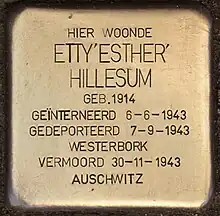 HIER WOONDE
ETTY'ESTHER'
HILLESUM
GEB.1914
GEÏNTERNEERD 6-6-1943
GEDEPORTEERD 7-9-1943
WESTERBORK
VERMOORD 30-11-1943
AUSCHWITZ